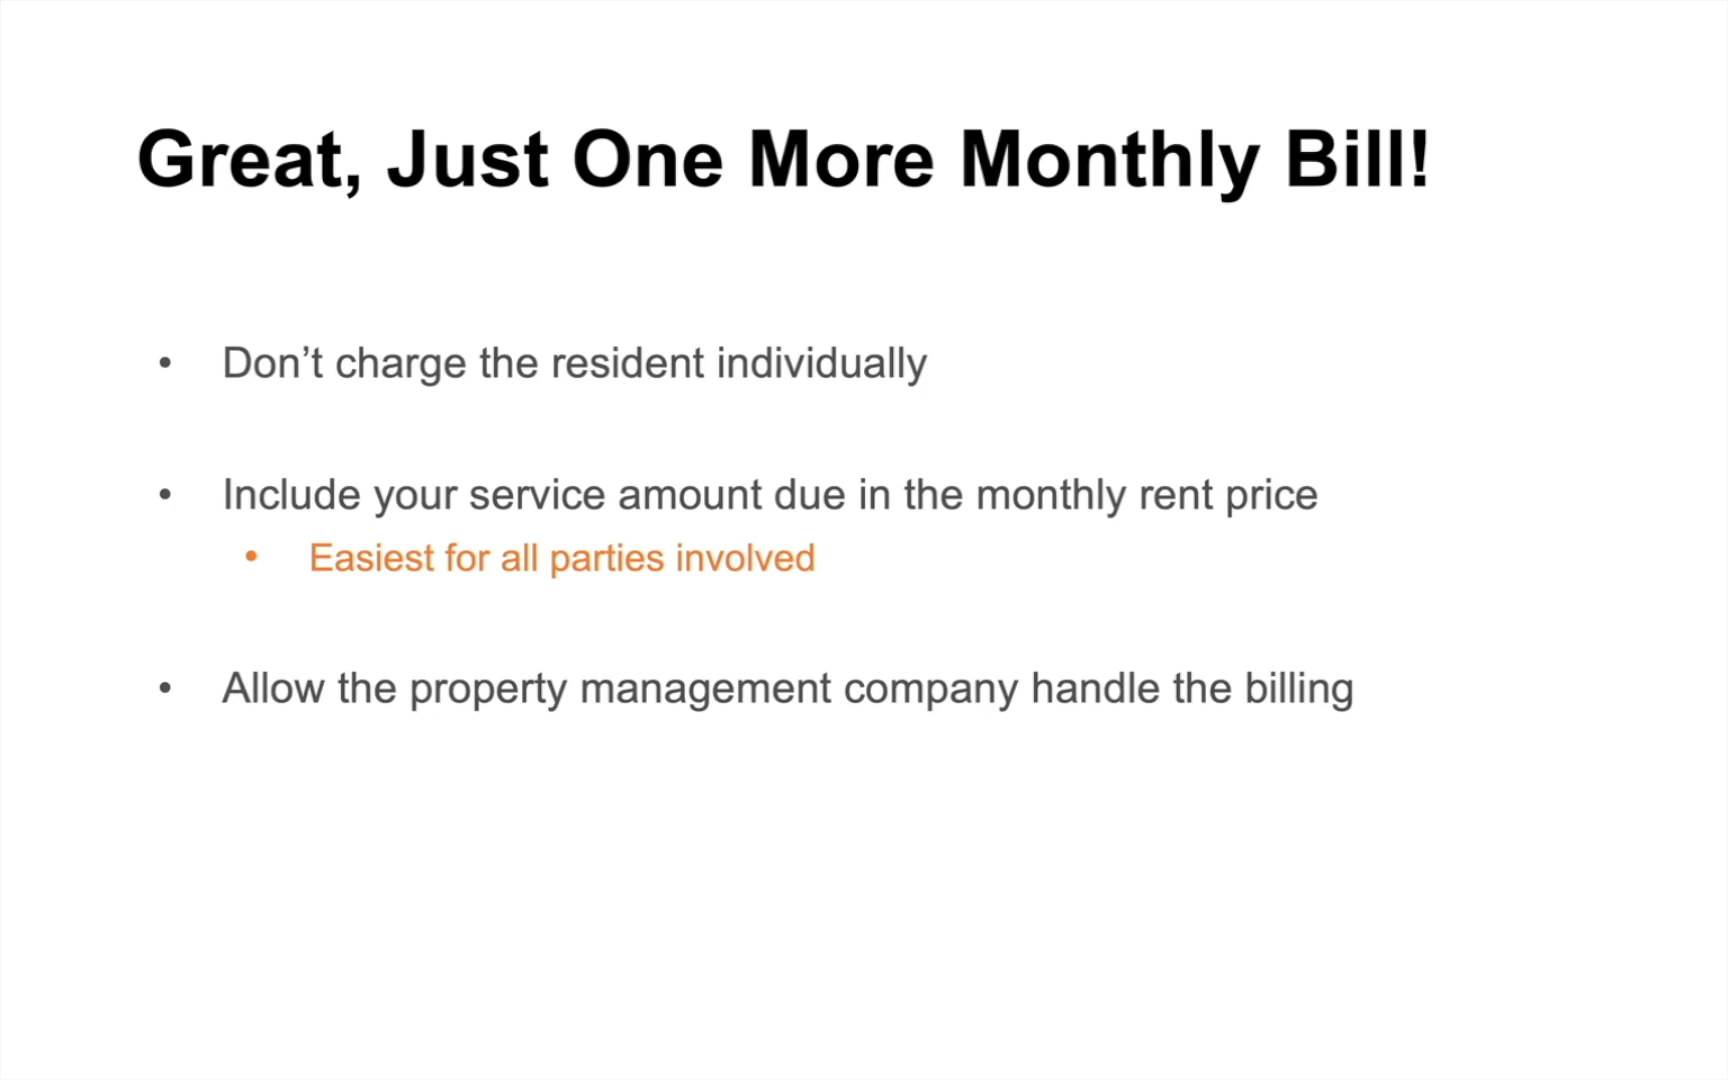 Great, Just One More Monthly Bill!
• Don’t charge the resident individually
• Include your service amount due in the monthly rent price
• Easiest for all parties involved
• Allow the property management company handle the billing